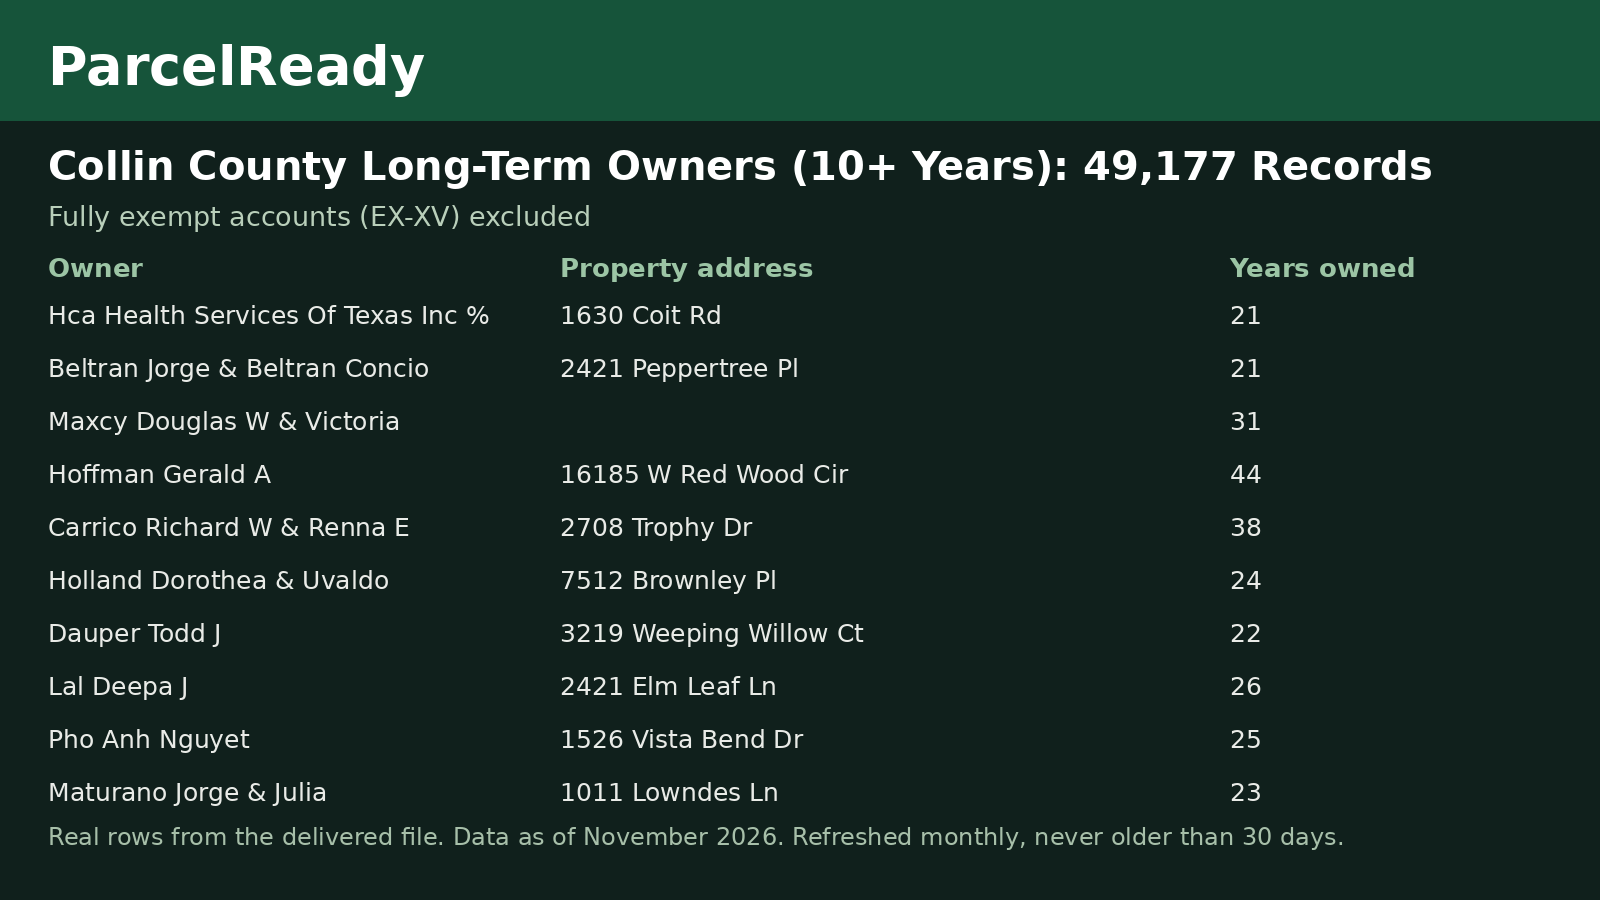 ParcelReady
Collin County Long-Term Owners (10+ Years): 49,177 Records
Fully exempt accounts (EX-XV) excluded
Owner Property address Years owned
Hca Health Services Of Texas Inc % 1630 Coit Rd 21
Beltran Jorge & Beltran Concio 2421 Peppertree Pl 21
Maxcy Douglas W & Victoria 31
Hoffman Gerald A 16185 W Red Wood Cir 44
Carrico Richard W & Renna E 2708 Trophy Dr 38
Holland Dorothea & Uvaldo 7512 Brownley Pl 24
Dauper Todd J 3219 Weeping Willow Ct 22
Lal Deepa J 2421 Elm Leaf Ln 26
Pho Anh Nguyet 1526 Vista Bend Dr 25
Maturano Jorge & Julia 1011 Lowndes Ln 23
Real rows from the delivered file. Data as of November 2026. Refreshed monthly, never older than 30 days.